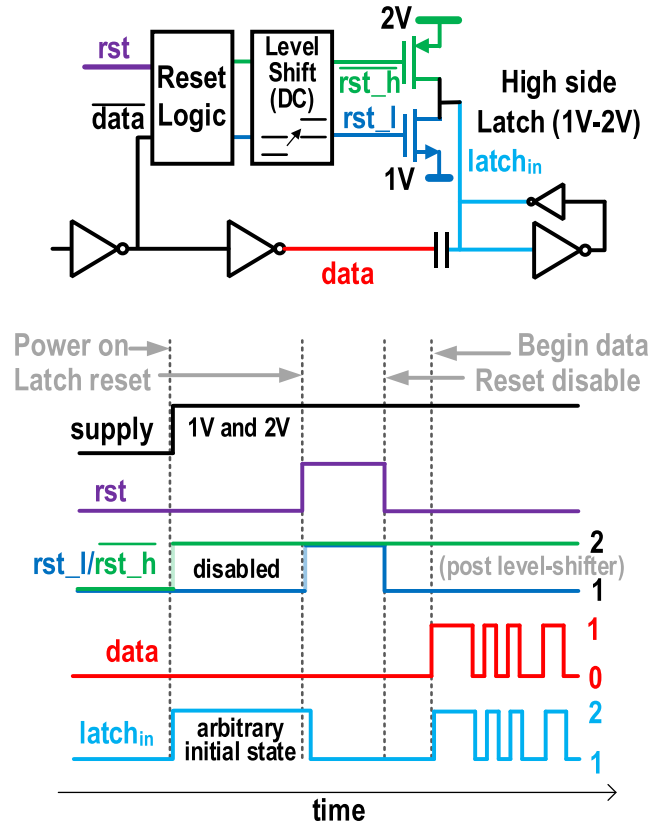 2V
rst
Reset
Logic
Level
Shift
(DC)
rst_h
data
rst_l
High side
Latch (1V-2V)
1V
latch_in
data
Power on
Begin data
Latch reset
Reset disable
supply
1V and 2V
rst
rst_l/rst_h
disabled
2
(post level-shifter)
1
data
1
0
latch_in
arbitrary
initial state
2
1
time